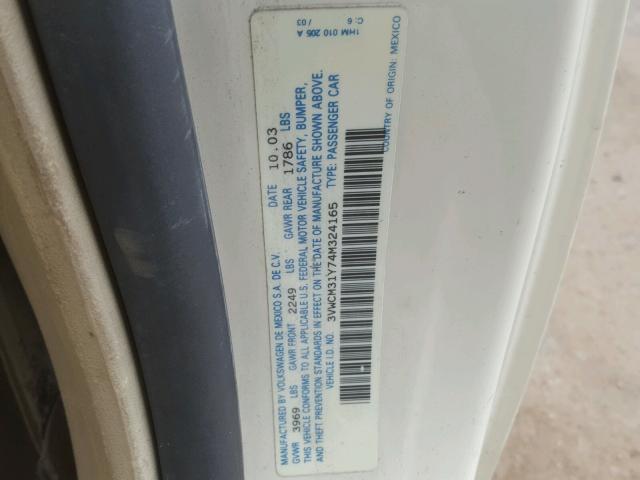 MANUFACTURED BY VOLKSWAGEN DE MEXICO S.A. DE C.V. DATE 10.03
GVWR 3969 LBS GAWR FRONT 2249 LBS GAWR REAR 1786 LBS
THIS VEHICLE CONFORMS TO ALL APPLICABLE U.S. FEDERAL MOTOR VEHICLE SAFETY, BUMPER,
AND THEFT PREVENTION STANDARDS IN EFFECT ON THE DATE OF MANUFACTURE SHOWN ABOVE.
VEHICLE I.D. NO. 3VWCM31Y74M324165 TYPE: PASSENGER CAR
COUNTRY OF ORIGIN: MEXICO
1HM 010 205 A
/ 03